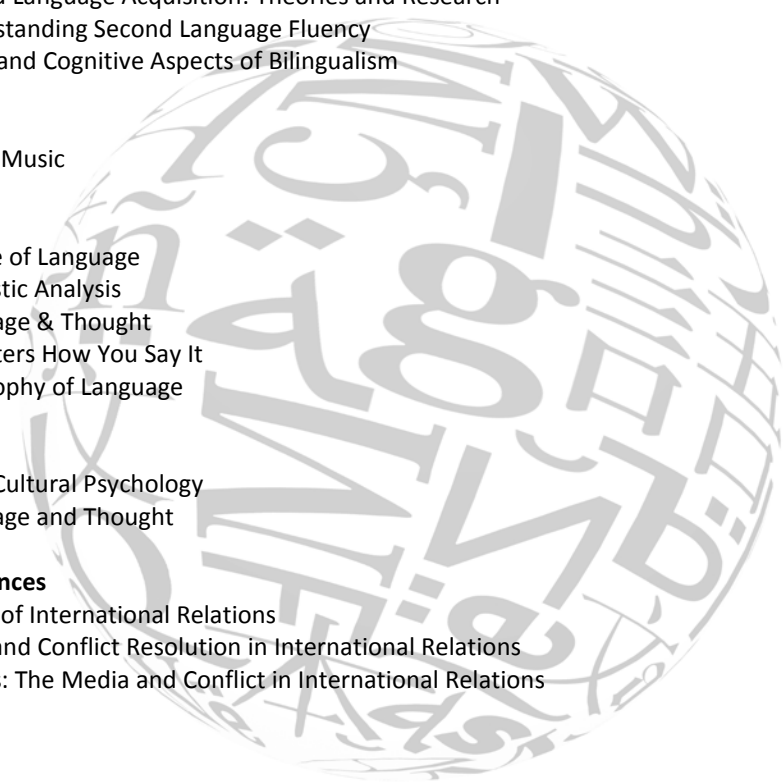 Language Acquisition: Theories and Research
standing Second Language Fluency
and Cognitive Aspects of Bilingualism
Music
e of Language
stic Analysis
age & Thought
ters How You Say It
ophy of Language
Cultural Psychology
age and Thought
nces
of International Relations
and Conflict Resolution in International Relations
s: The Media and Conflict in International Relations